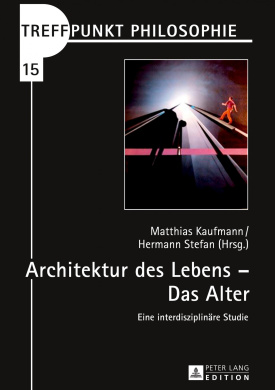 TREFFPUNKT PHILOSOPHIE
15
Matthias Kaufmann/
Hermann Stefan (Hrsg.)
Architektur des Lebens –
Das Alter
Eine interdisziplinäre Studie
PETER LANG
EDITION